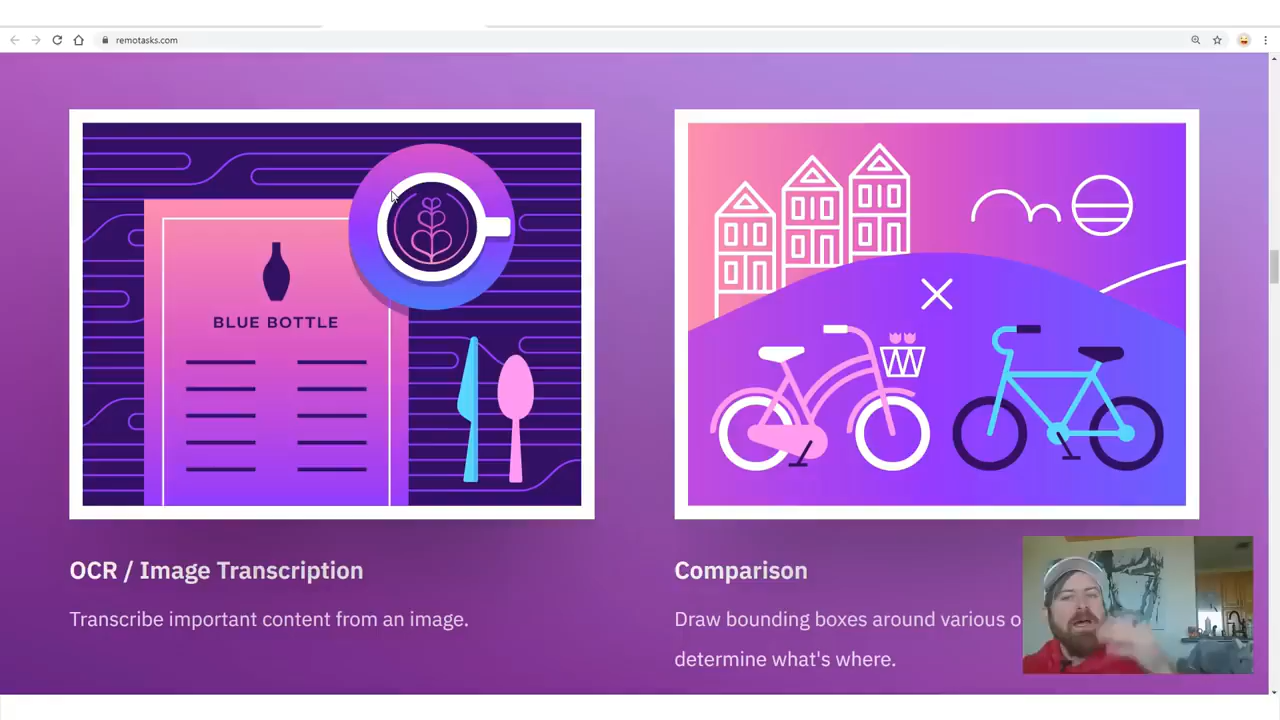 remotasks.com
BLUE BOTTLE
OCR / Image Transcription
Transcribe important content from an image.
Comparison
Draw bounding boxes around various
determine what's where.